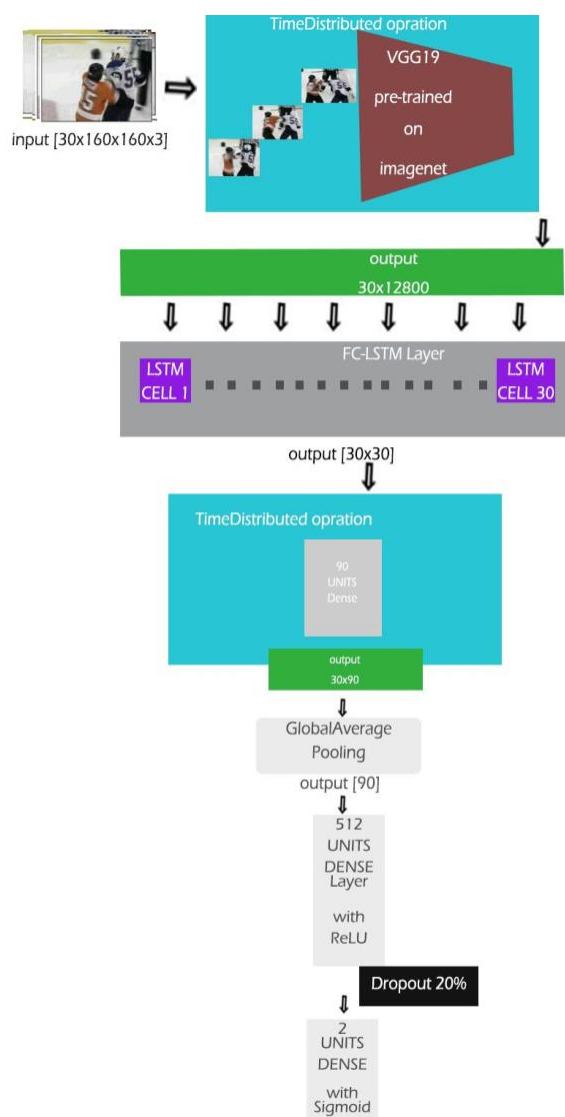 TimeDistributed opration
VGG19
pre-trained
on
imagenet
input [30x160x160x3]
output
30x12800
FC-LSTM Layer
LSTM
CELL 1
LSTM
CELL 30
output [30x30]
TimeDistributed opration
90
UNITS
Dense
output
30x90
GlobalAverage
Pooling
output [90]
512
UNITS
DENSE
Layer
with
ReLU
Dropout 20%
2
UNITS
DENSE
with
Sigmoid